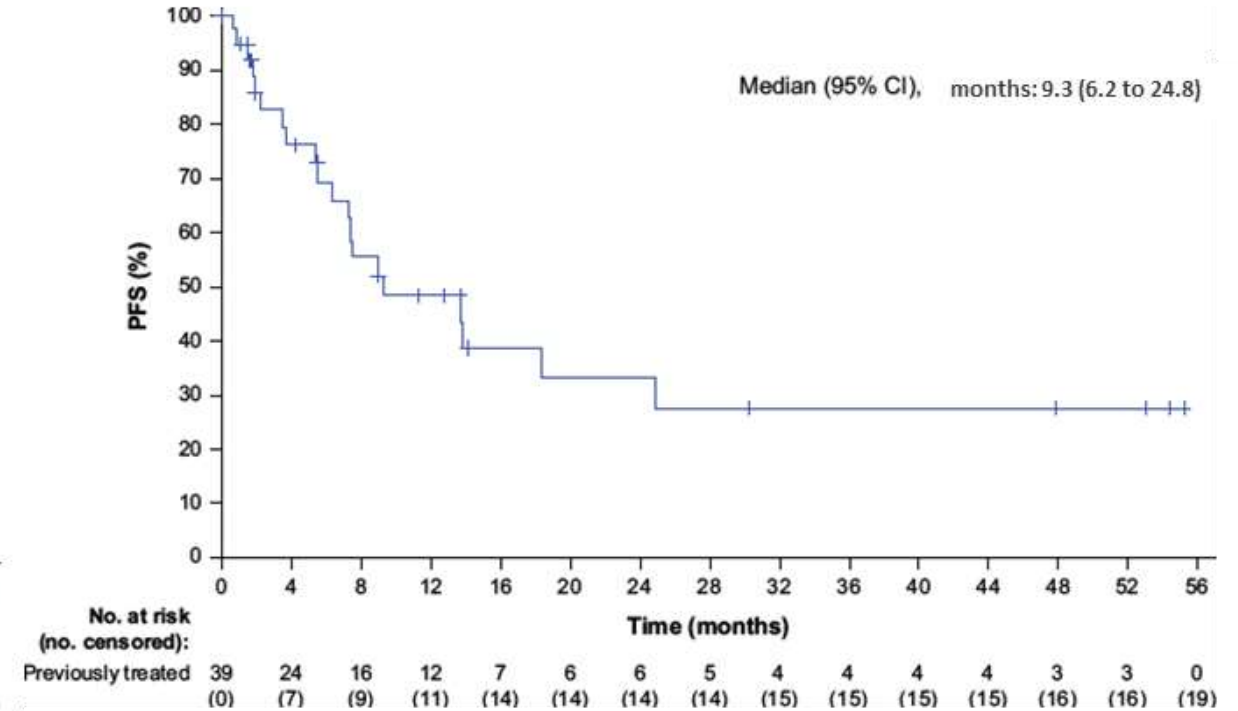 100
90
80
70
60
50
40
30
20
10
0
PFS (%)
Median (95% CI), months: 9.3 (6.2 to 24.8)
0 4 8 12 16 20 24 28 32 36 40 44 48 52 56
Time (months)
No. at risk
(no. censored):
Previously treated 39 24 16 12 7 6 6 5 4 4 4 4 3 3 0
(0) (7) (9) (11) (14) (14) (14) (14) (15) (15) (15) (15) (16) (16) (19)